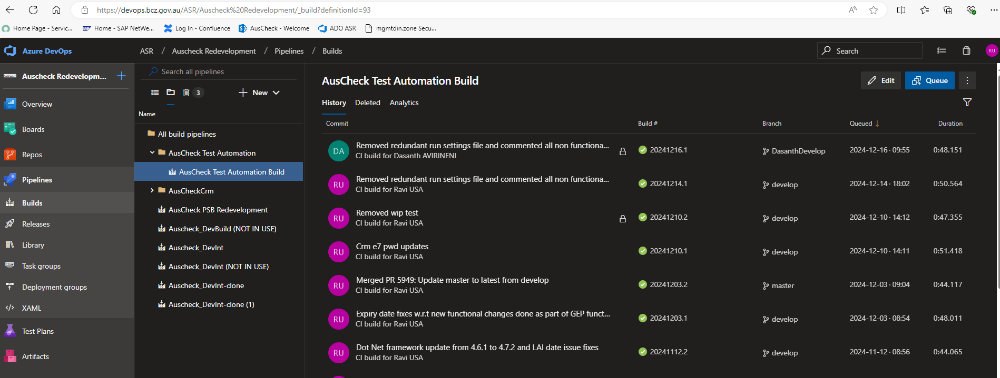 https://devops.bcz.gov.au/ASR/Auscheck%20Redevelopment/_build?definitionId=93
Home Page - Servic...
Home - SAP NetWe...
Log In - Confluence
AusCheck - Welcome
ADO ASR
mgmtdin.zone Secu...
Azure DevOps
ASR / Auscheck Redevelopment / Pipelines / Builds
Search
RU
Auscheck Redevelopm...
Overview
Boards
Repos
Pipelines
Builds
Releases
Library
Task groups
Deployment groups
XAML
Test Plans
Artifacts
Search all pipelines
3
New
Name
All build pipelines
AusCheck Test Automation
AusCheck Test Automation Build
AusCheckCrm
AusCheck PSB Redevelopment
Auscheck_DevBuild (NOT IN USE)
Auscheck_DevInt
Auscheck_DevInt (NOT IN USE)
Auscheck_DevInt-clone
Auscheck_DevInt-clone (1)
AusCheck Test Automation Build
Edit
Queue
History Deleted Analytics
Commit Build # Branch Queued Duration
DA Removed redundant run settings file and commented all non functiona... 20241216.1 DasanthDevelop 2024-12-16 · 09:55 0:48.151
CI build for Dasanth AVIRINENI
RU Removed redundant run settings file and commented all non functiona... 20241214.1 develop 2024-12-14 · 18:02 0:50.564
CI build for Ravi USA
RU Removed wip test 20241210.2 develop 2024-12-10 · 14:12 0:47.355
CI build for Ravi USA
RU Crm e7 pwd updates 20241210.1 develop 2024-12-10 · 14:11 0:51.418
CI build for Ravi USA
RU Merged PR 5949: Update master to latest from develop 20241203.2 master 2024-12-03 · 09:04 0:44.117
CI build for Ravi USA
RU Expiry date fixes w.r.t new functional changes done as part of GEP funct... 20241203.1 develop 2024-12-03 · 08:54 0:48.011
CI build for Ravi USA
RU Dot Net framework update from 4.6.1 to 4.7.2 and LAI date issue fixes 20241112.2 develop 2024-11-12 · 08:56 0:44.065
CI build for Ravi USA